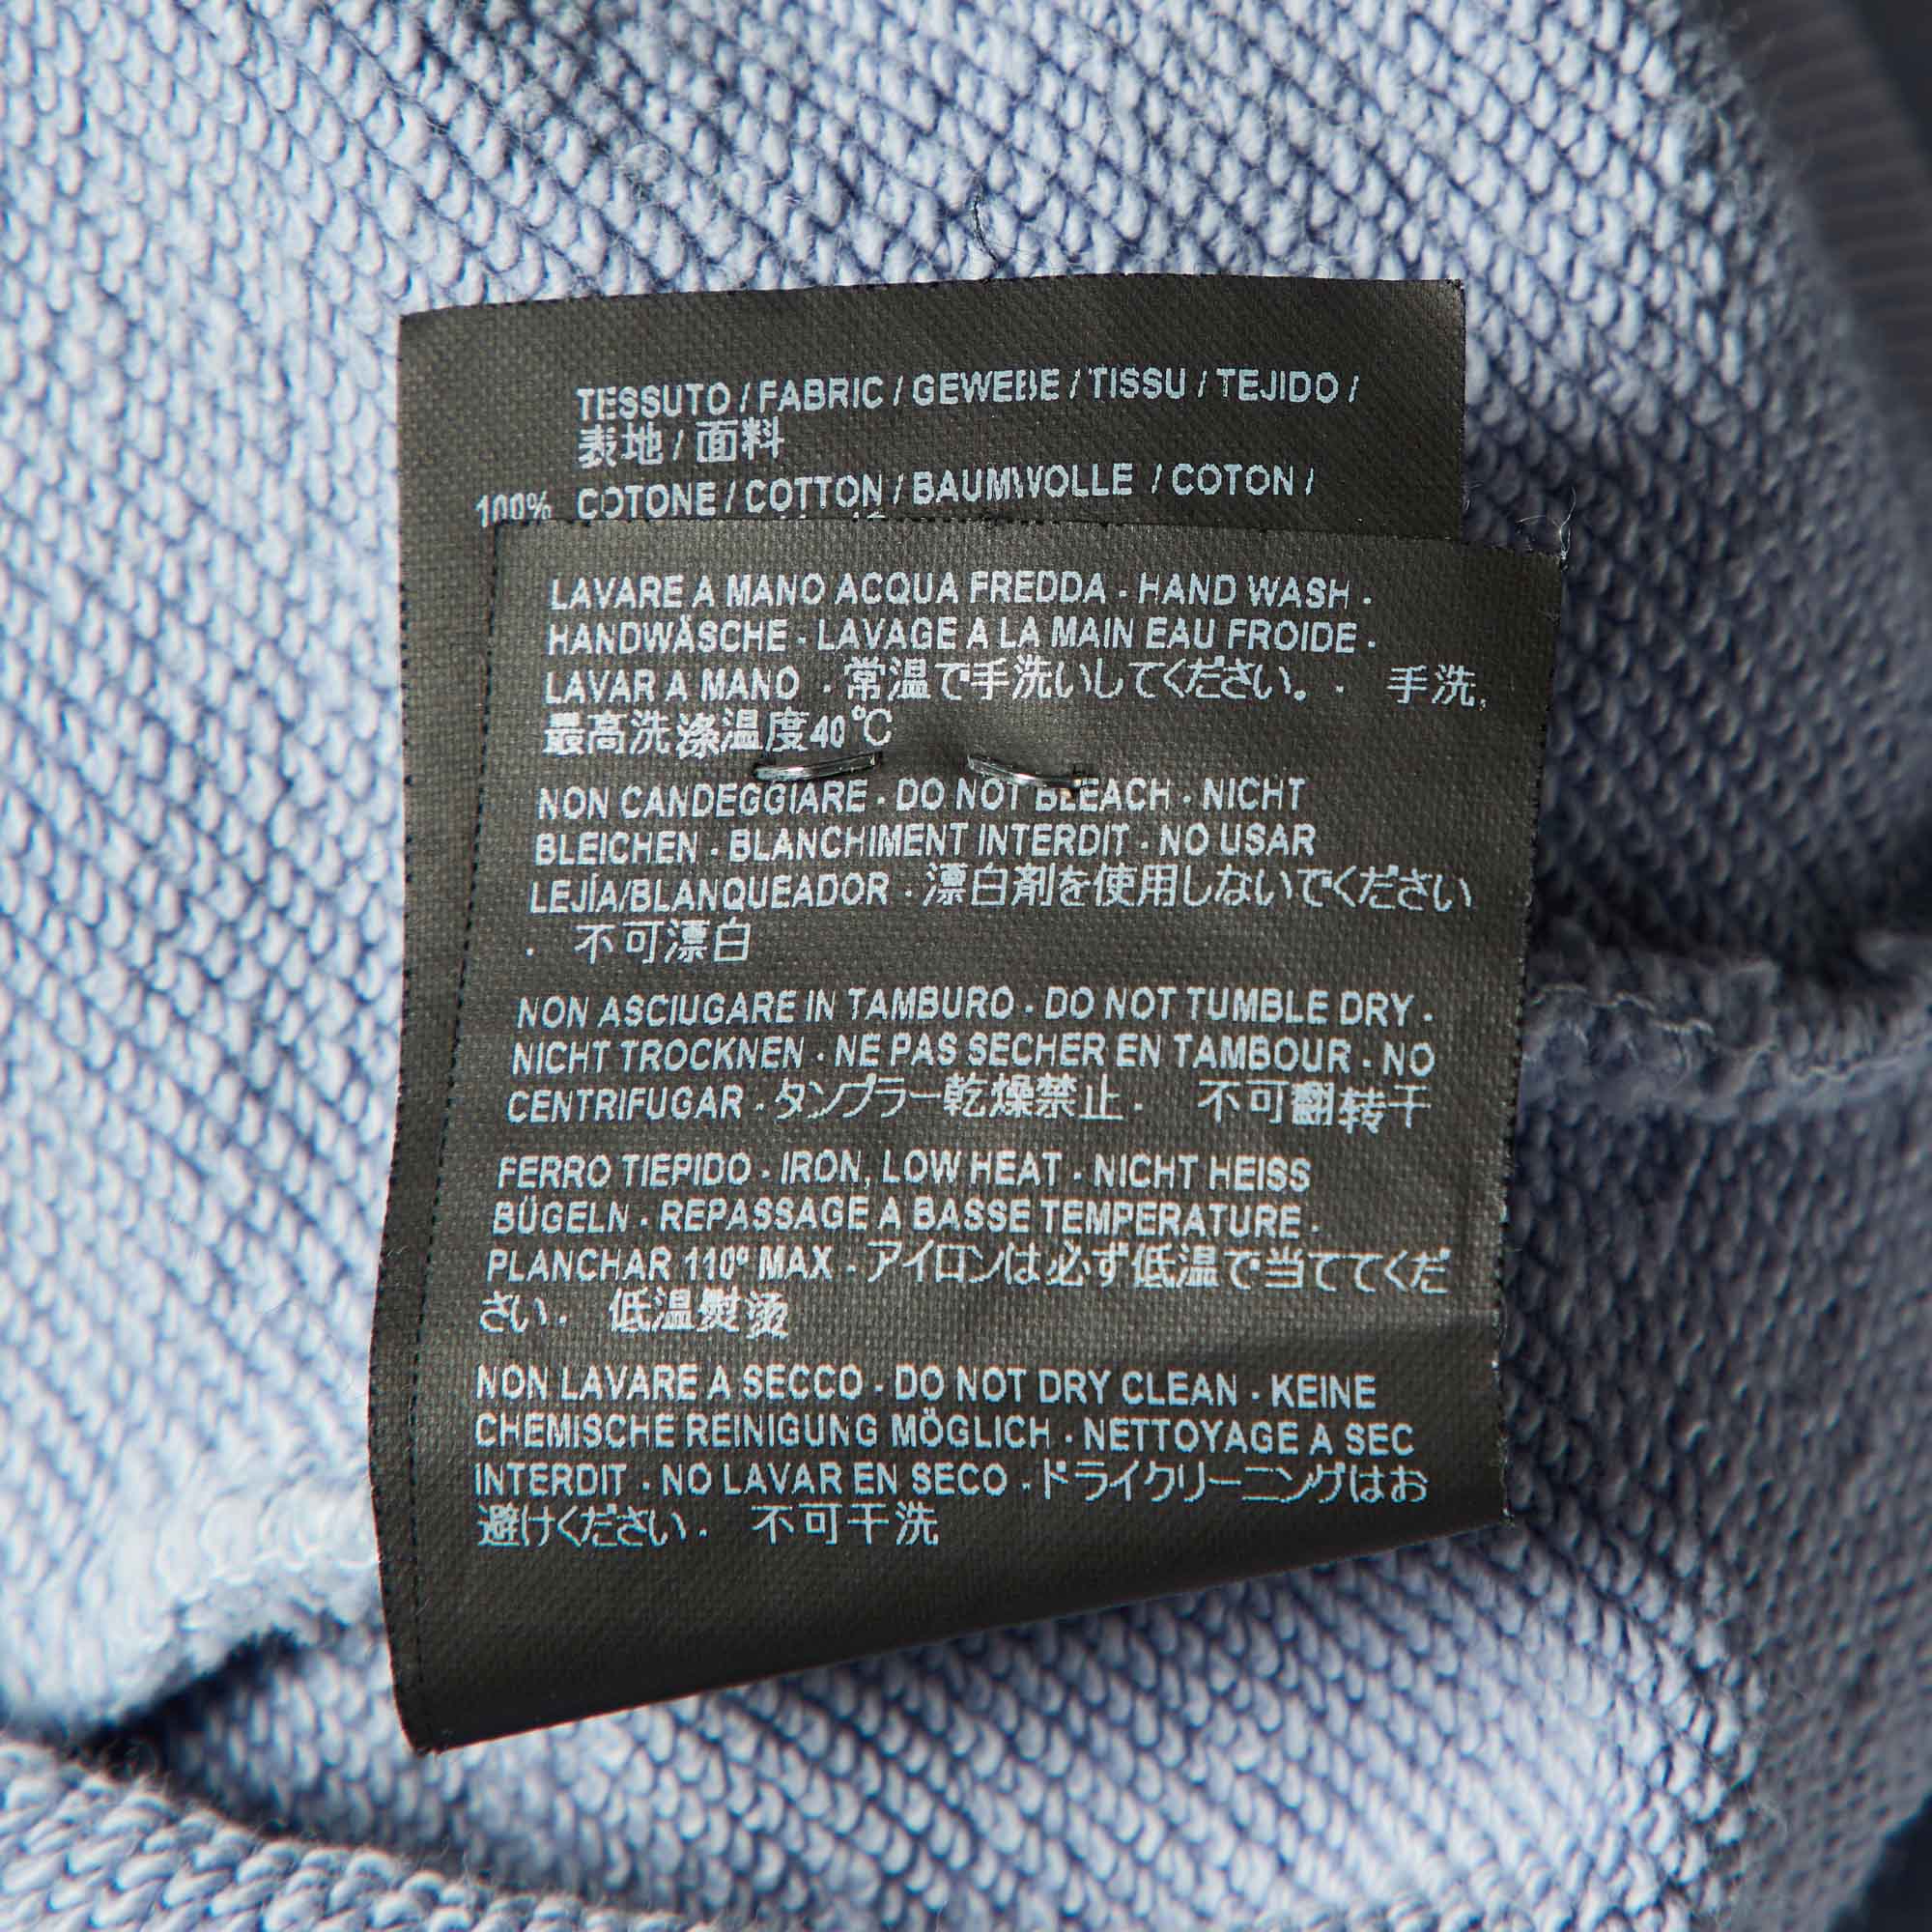 TESSUTO / FABRIC / GEWEBE / TISSU / TEJIDO /
表地 / 面料
100% COTONE / COTTON / BAUMWOLLE / COTON /
LAVARE A MANO ACQUA FREDDA - HAND WASH -
HANDWÄSCHE - LAVAGE A LA MAIN EAU FROIDE -
LAVAR A MANO - 常温で手洗いしてください。- 手洗,
最高洗涤温度40℃
NON CANDEGGIARE - DO NOT BLEACH - NICHT
BLEICHEN - BLANCHIMENT INTERDIT - NO USAR
LEJÍA/BLANQUEADOR - 漂白剤を使用しないでください
- 不可漂白
NON ASCIUGARE IN TAMBURO - DO NOT TUMBLE DRY -
NICHT TROCKNEN - NE PAS SECHER EN TAMBOUR - NO
CENTRIFUGAR - タンブラー乾燥禁止 - 不可翻转干
FERRO TIEPIDO - IRON, LOW HEAT - NICHT HEISS
BÜGELN - REPASSAGE A BASSE TEMPERATURE -
PLANCHAR 110º MAX - アイロンは必ず低温で当ててくだ
さい - 低温熨烫
NON LAVARE A SECCO - DO NOT DRY CLEAN - KEINE
CHEMISCHE REINIGUNG MÖGLICH - NETTOYAGE A SEC
INTERDIT - NO LAVAR EN SECO - ドライクリーニングはお
避けください - 不可干洗